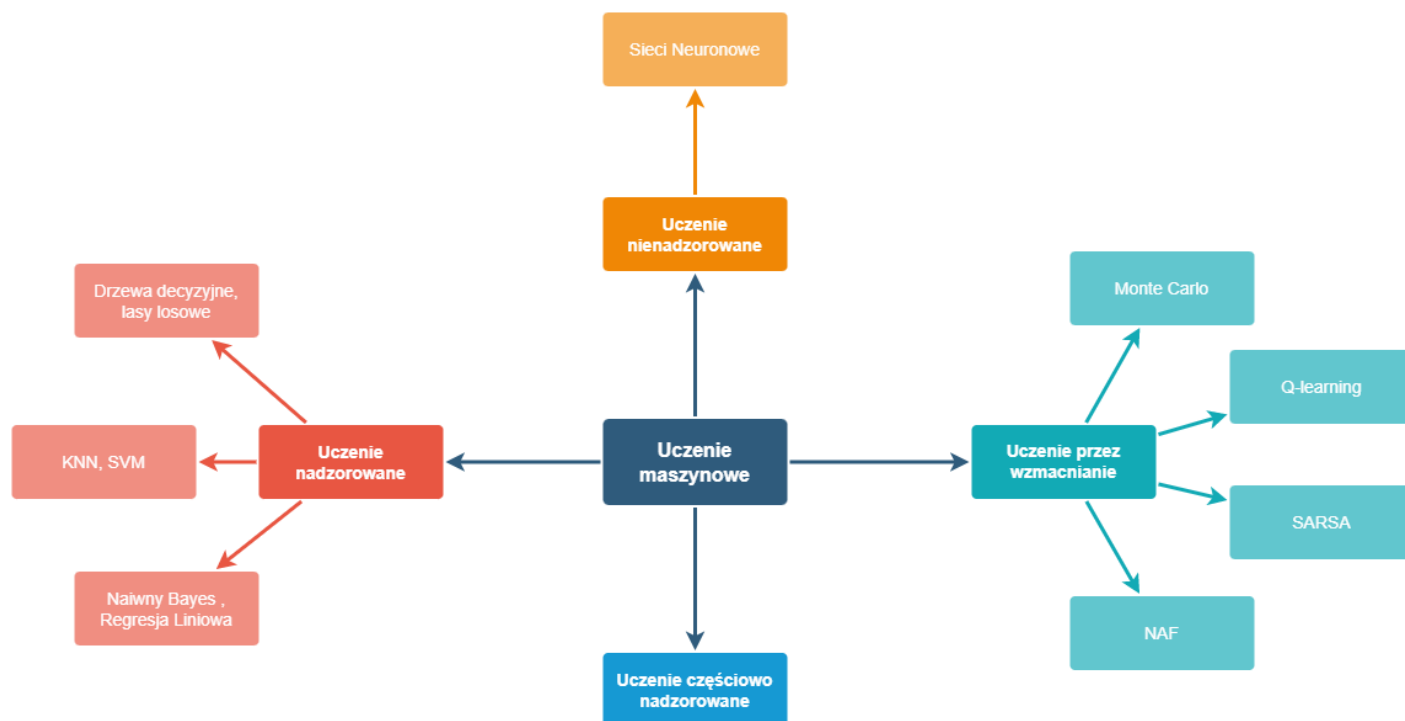 Sieci Neuronowe
Uczenie
nienadzorowane
Drzewa decyzyjne,
lasy losowe
Monte Carlo
Q-learning
KNN, SVM
Uczenie
nadzorowane
Uczenie
maszynowe
Uczenie przez
wzmacnianie
SARSA
Naiwny Bayes ,
Regresja Liniowa
NAF
Uczenie częściowo
nadzorowane